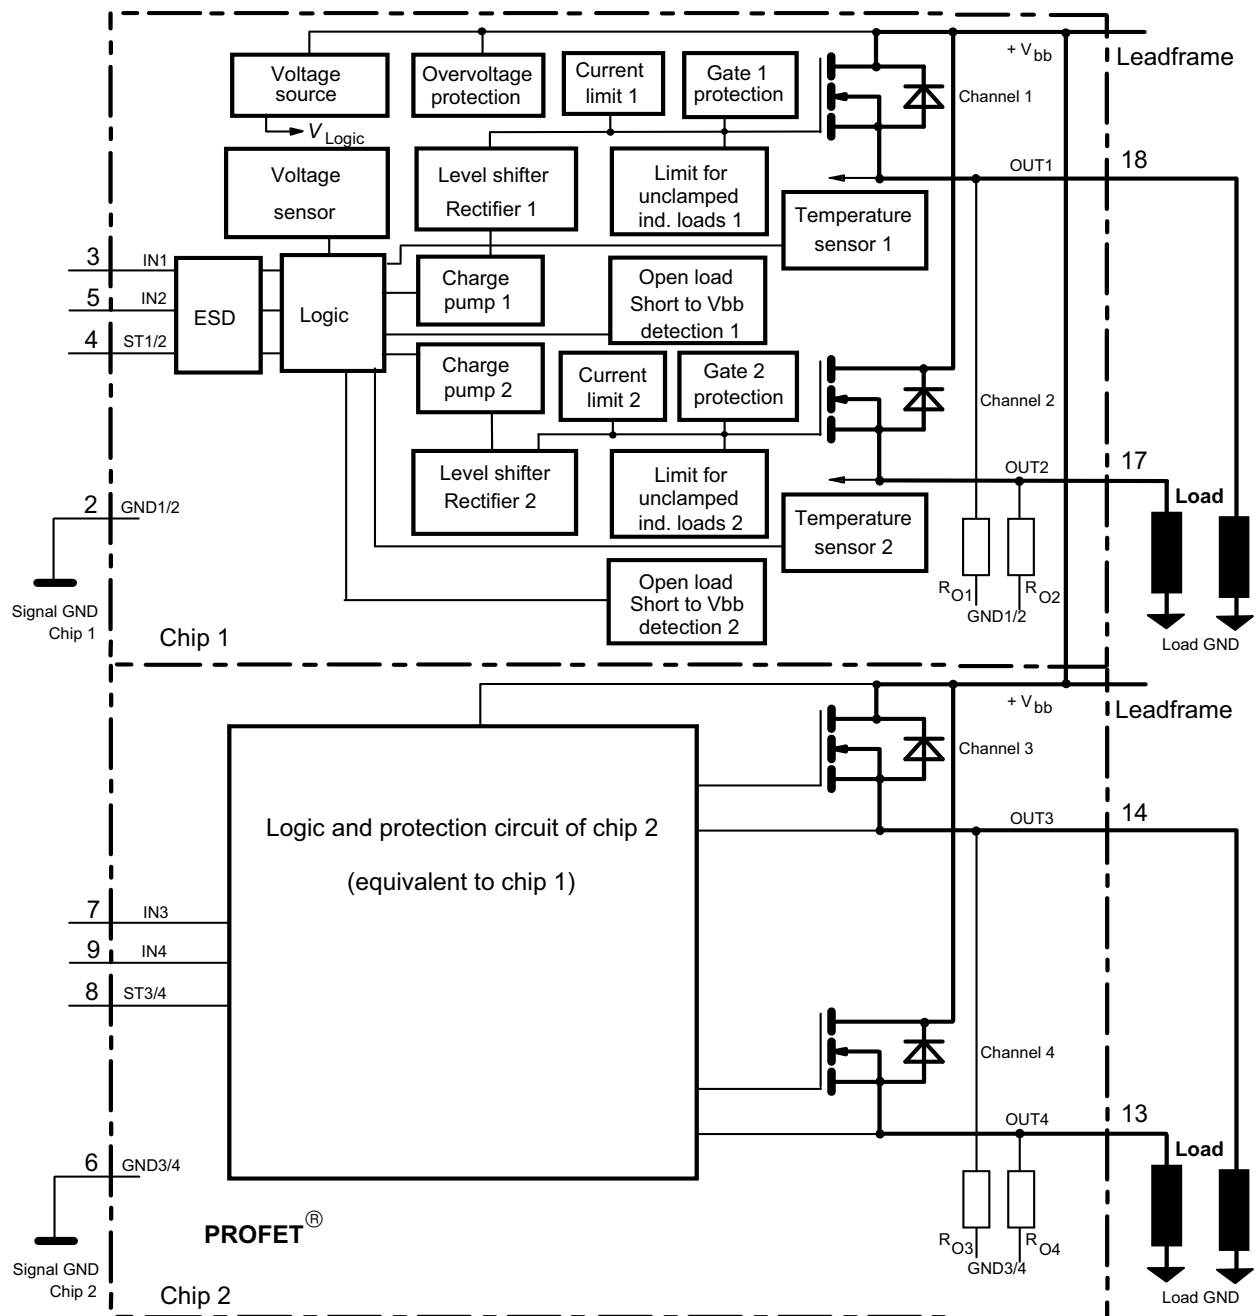 + Vbb
Leadframe
Voltage
source
Overvoltage
protection
Current
limit 1
Gate 1
protection
Channel 1
VLogic
Voltage
sensor
Level shifter
Rectifier 1
Limit for
unclamped
ind. loads 1
OUT1
18
Temperature
sensor 1
3
IN1
5
IN2
4
ST1/2
ESD
Logic
Charge
pump 1
Open load
Short to Vbb
detection 1
Charge
pump 2
Current
limit 2
Gate 2
protection
Channel 2
Level shifter
Rectifier 2
Limit for
unclamped
ind. loads 2
OUT2
17
Load
2
GND1/2
Temperature
sensor 2
Signal GND
Chip 1
Open load
Short to Vbb
detection 2
RO1
RO2
GND1/2
Load GND
Chip 1
+ Vbb
Leadframe
Channel 3
Logic and protection circuit of chip 2
(equivalent to chip 1)
OUT3
14
7
IN3
9
IN4
8
ST3/4
Channel 4
OUT4
13
Load
6
GND3/4
PROFET®
RO3
RO4
GND3/4
Signal GND
Chip 2
Load GND
Chip 2